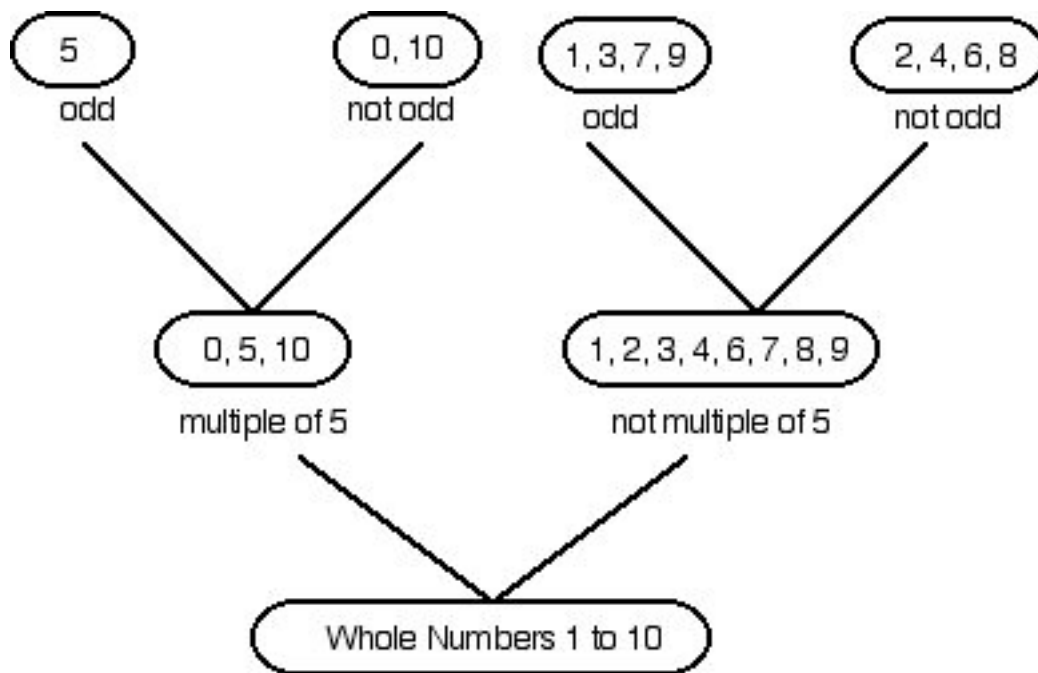 5
0, 10
1, 3, 7, 9
2, 4, 6, 8
odd
not odd
odd
not odd
0, 5, 10
1, 2, 3, 4, 6, 7, 8, 9
multiple of 5
not multiple of 5
Whole Numbers 1 to 10